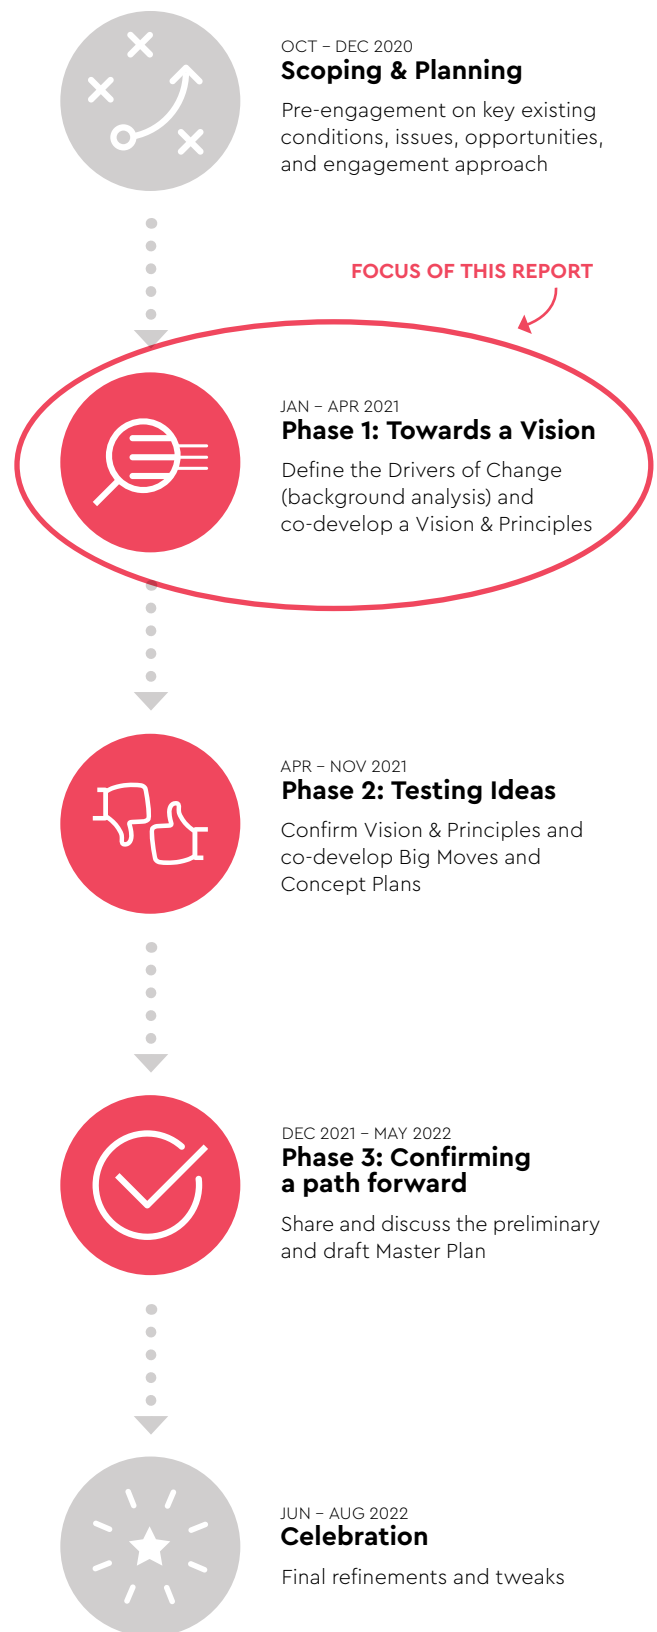 OCT – DEC 2020
Scoping & Planning
Pre-engagement on key existing
conditions, issues, opportunities,
and engagement approach
FOCUS OF THIS REPORT
JAN – APR 2021
Phase 1: Towards a Vision
Define the Drivers of Change
(background analysis) and
co-develop a Vision & Principles
APR – NOV 2021
Phase 2: Testing Ideas
Confirm Vision & Principles and
co-develop Big Moves and
Concept Plans
DEC 2021 – MAY 2022
Phase 3: Confirming
a path forward
Share and discuss the preliminary
and draft Master Plan
JUN – AUG 2022
Celebration
Final refinements and tweaks